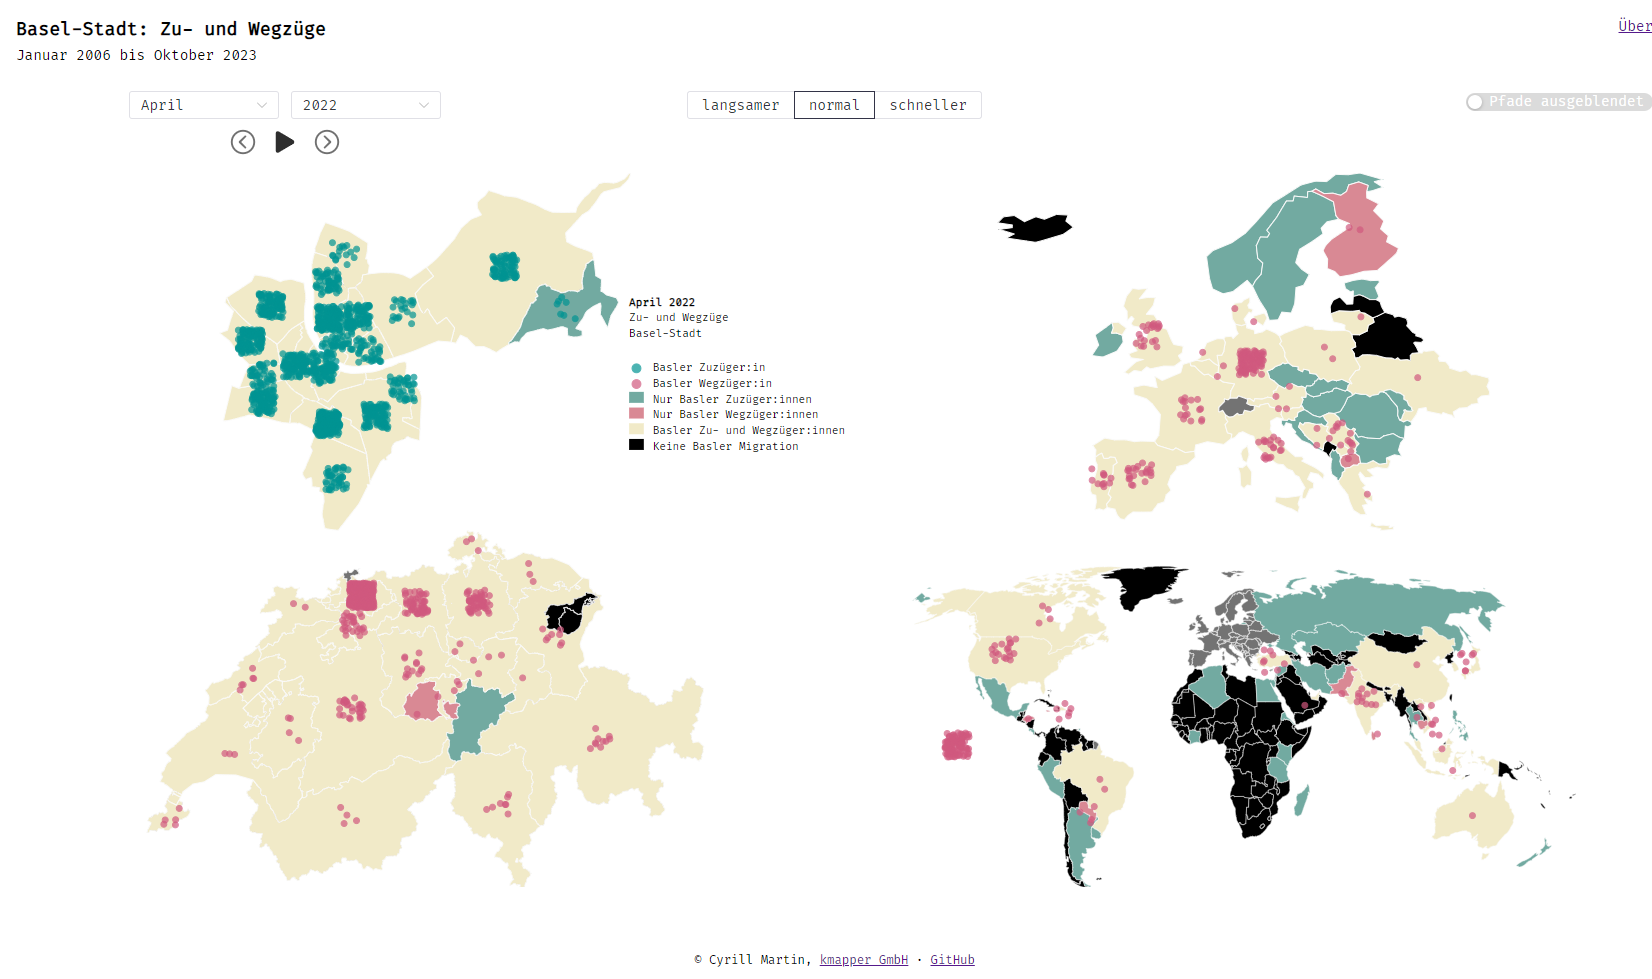 Basel-Stadt: Zu- und Wegzüge
Über
Januar 2006 bis Oktober 2023
April
2022
langsamer
normal
schneller
Pfade ausgeblendet
April 2022
Zu- und Wegzüge
Basel-Stadt
Basler Zuzüger:in
Basler Wegzüger:in
Nur Basler Zuzüger:innen
Nur Basler Wegzüger:innen
Basler Zu- und Wegzüger:innen
Keine Basler Migration
© Cyrill Martin, kmapper GmbH · GitHub